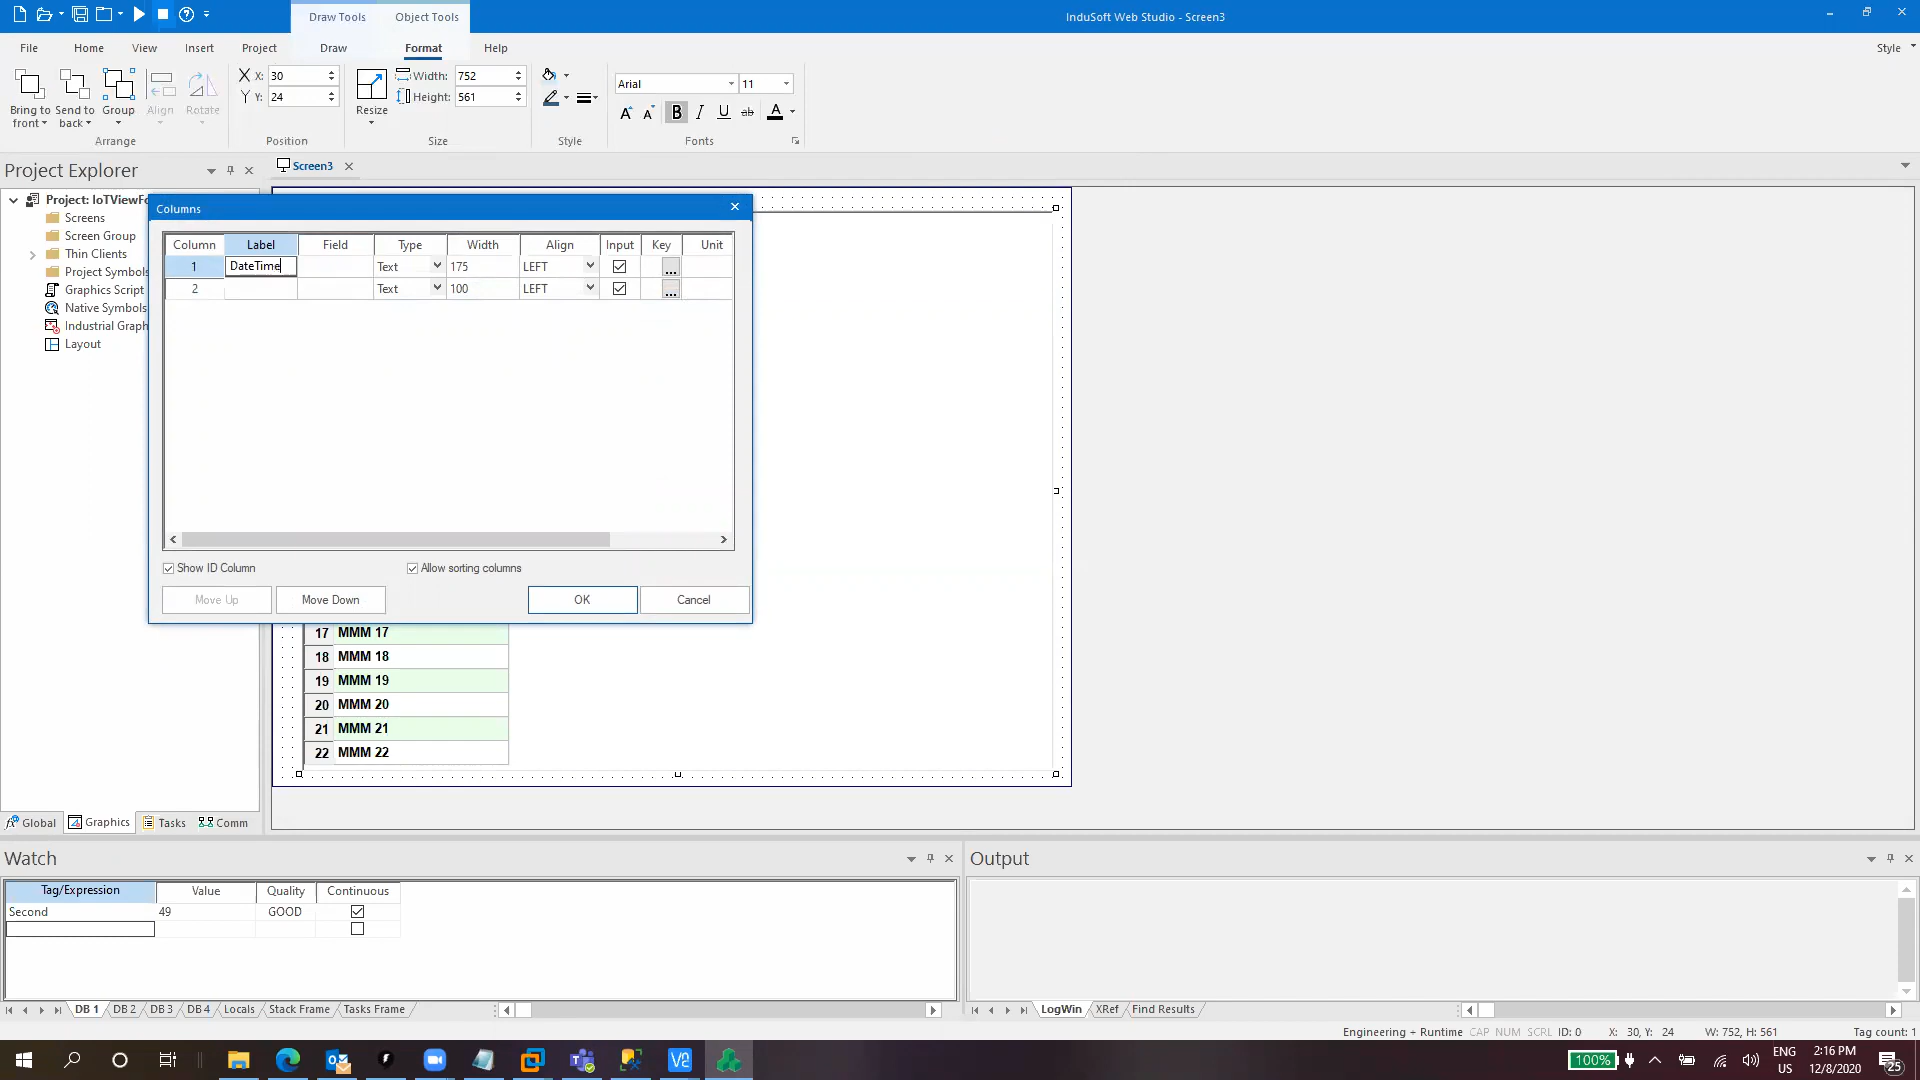 Draw Tools
Object Tools
InduSoft Web Studio - Screen3
File
Home
View
Insert
Project
Draw
Format
Help
Style
Bring to front
Send to back
Group
Align
Rotate
Arrange
X: 30
Y: 24
Position
Resize
Width: 752
Height: 561
Size
Style
Arial
11
A A B I U ab A
Fonts
Project Explorer
Project: IoTViewFo
Screens
Screen Group
Thin Clients
Project Symbols
Graphics Script
Native Symbols
Industrial Graph
Layout
Screen3
Columns
Column Label Field Type Width Align Input Key Unit
1 DateTime Text 175 LEFT ...
2 Text 100 LEFT ...
Show ID Column
Allow sorting columns
Move Up
Move Down
OK
Cancel
17 MMM 17
18 MMM 18
19 MMM 19
20 MMM 20
21 MMM 21
22 MMM 22
Global
Graphics
Tasks
Comm
Watch
Tag/Expression Value Quality Continuous
Second 49 GOOD
DB 1 DB 2 DB 3 DB 4 Locals Stack Frame Tasks Frame
Output
LogWin XRef Find Results
Engineering + Runtime CAP NUM SCRL ID: 0 X: 30, Y: 24 W: 752, H: 561 Tag count: 1
100%
ENG
US
2:16 PM
12/8/2020
25